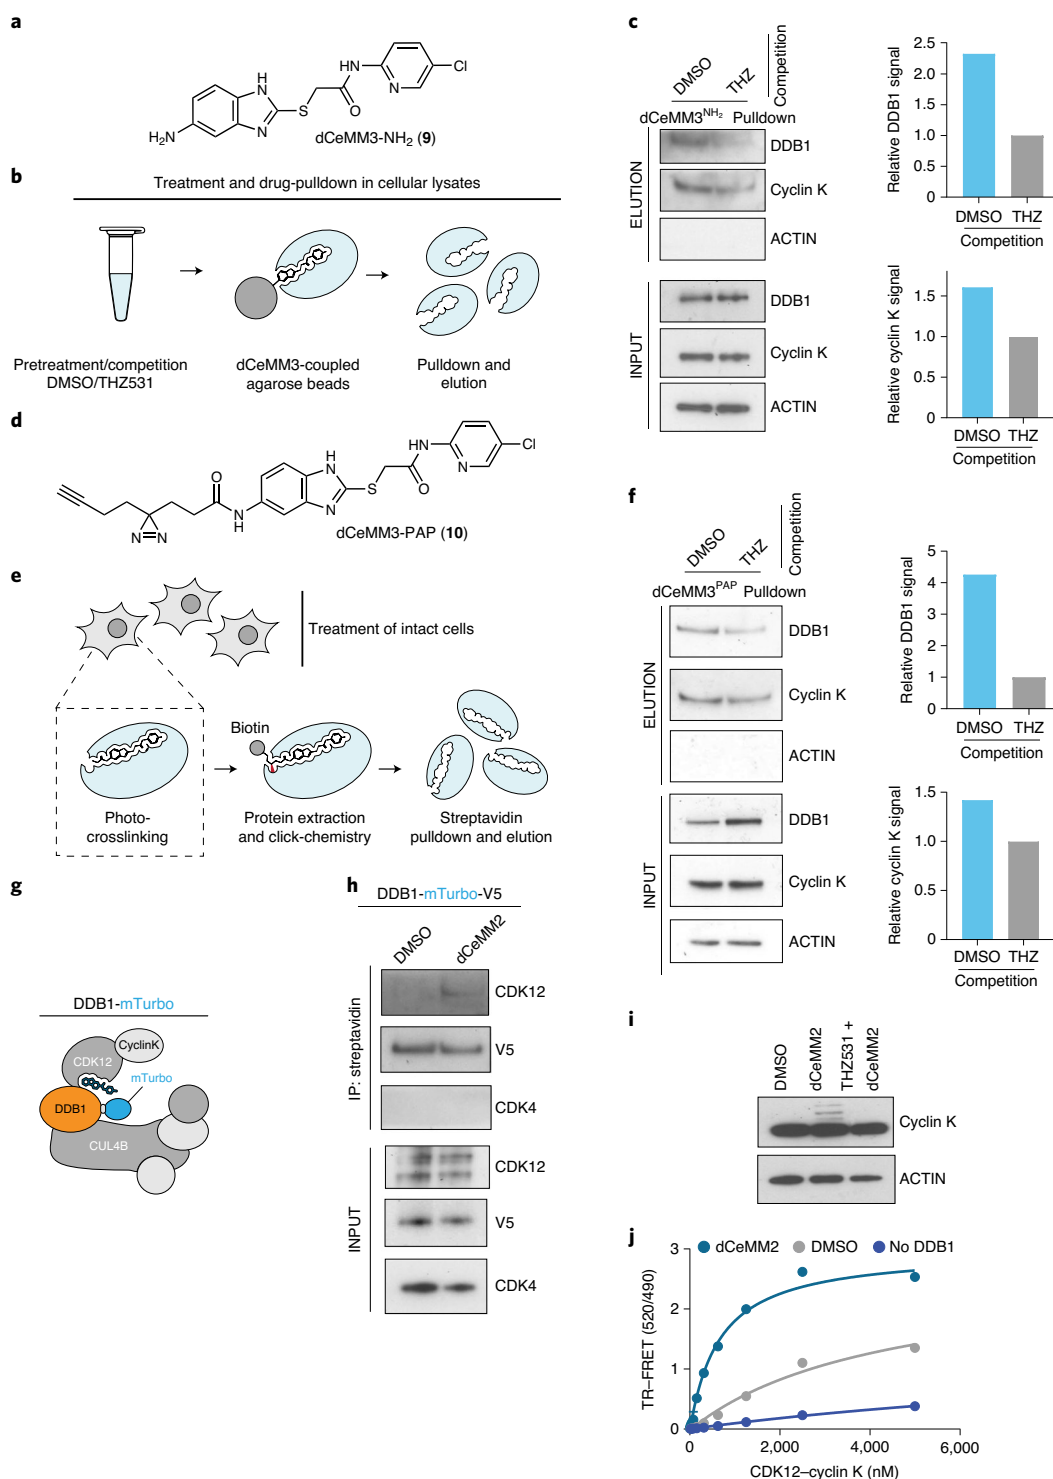 a
H
N
N
S
H₂N
O
HN
N
Cl
dCeMM3-NH₂ (9)
b
Treatment and drug-pulldown in cellular lysates
Pretreatment/competition
DMSO/THZ531
dCeMM3-coupled
agarose beads
Pulldown and
elution
c
DMSO
THZ
Competition
dCeMM3^NH₂ Pulldown
ELUTION
DDB1
Cyclin K
ACTIN
INPUT
DDB1
Cyclin K
ACTIN
Relative DDB1 signal
2.5
2.0
1.5
1.0
0.5
0
DMSO THZ
Competition
Relative cyclin K signal
1.5
1.0
0.5
0
DMSO THZ
Competition
d
N=N
O
N
H
H
N
N
S
O
HN
N
Cl
dCeMM3-PAP (10)
e
Treatment of intact cells
Biotin
Photo-
crosslinking
Protein extraction
and click-chemistry
Streptavidin
pulldown and elution
f
DMSO
THZ
Competition
dCeMM3^PAP Pulldown
ELUTION
DDB1
Cyclin K
ACTIN
INPUT
DDB1
Cyclin K
ACTIN
Relative DDB1 signal
5
4
3
2
1
0
DMSO THZ
Competition
Relative cyclin K signal
1.5
1.0
0.5
0
DMSO THZ
Competition
g
DDB1-mTurbo
CyclinK
CDK12
mTurbo
DDB1
CUL4B
h
DDB1-mTurbo-V5
DMSO
dCeMM2
IP: streptavidin
CDK12
V5
CDK4
INPUT
CDK12
V5
CDK4
i
DMSO
dCeMM2
THZ531 +
dCeMM2
Cyclin K
ACTIN
j
dCeMM2 DMSO No DDB1
TR–FRET (520/490)
3
2
1
0
0 2,000 4,000 6,000
CDK12–cyclin K (nM)